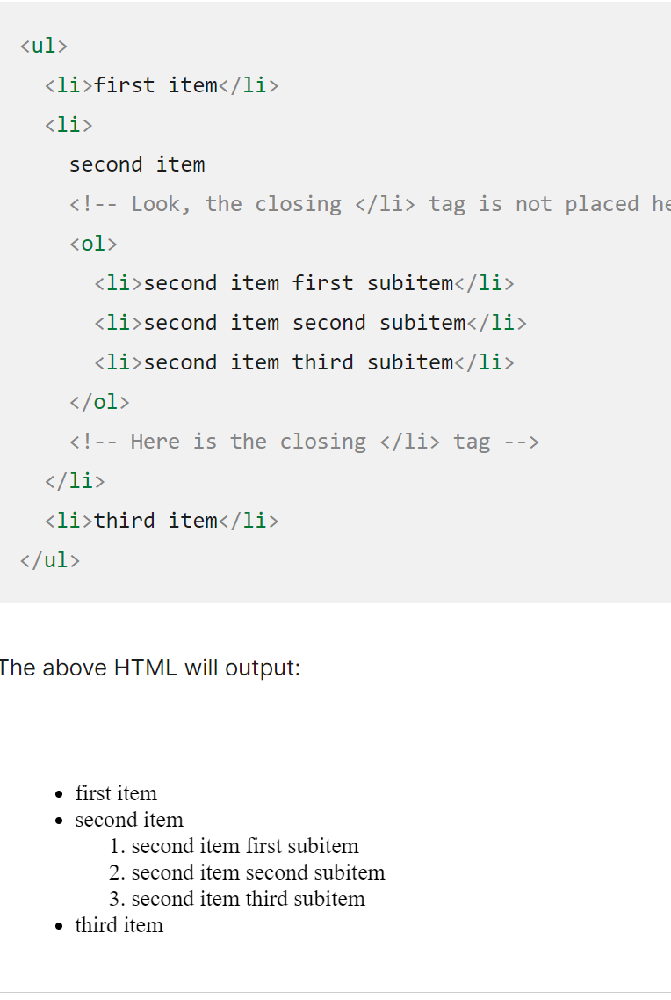 <ul>
<li>first item</li>
<li>
second item
<!-- Look, the closing </li> tag is not placed
<ol>
<li>second item first subitem</li>
<li>second item second subitem</li>
<li>second item third subitem</li>
</ol>
<!-- Here is the closing </li> tag -->
</li>
<li>third item</li>
</ul>
The above HTML will output:
• first item
• second item
1. second item first subitem
2. second item second subitem
3. second item third subitem
• third item